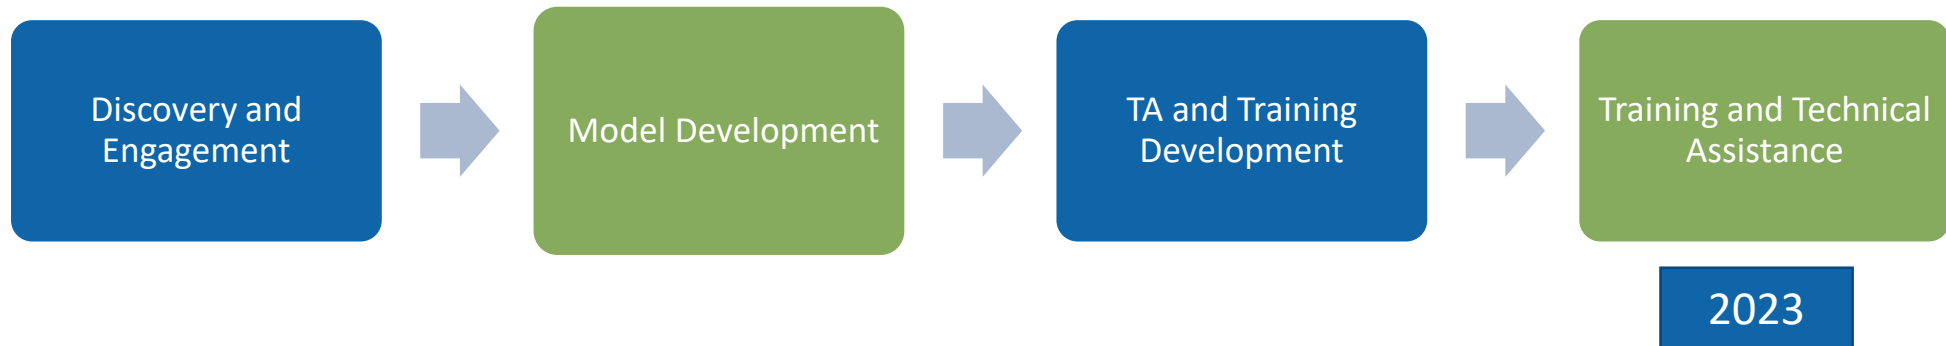 Discovery and
Engagement
Model Development
TA and Training
Development
Training and Technical
Assistance
2023